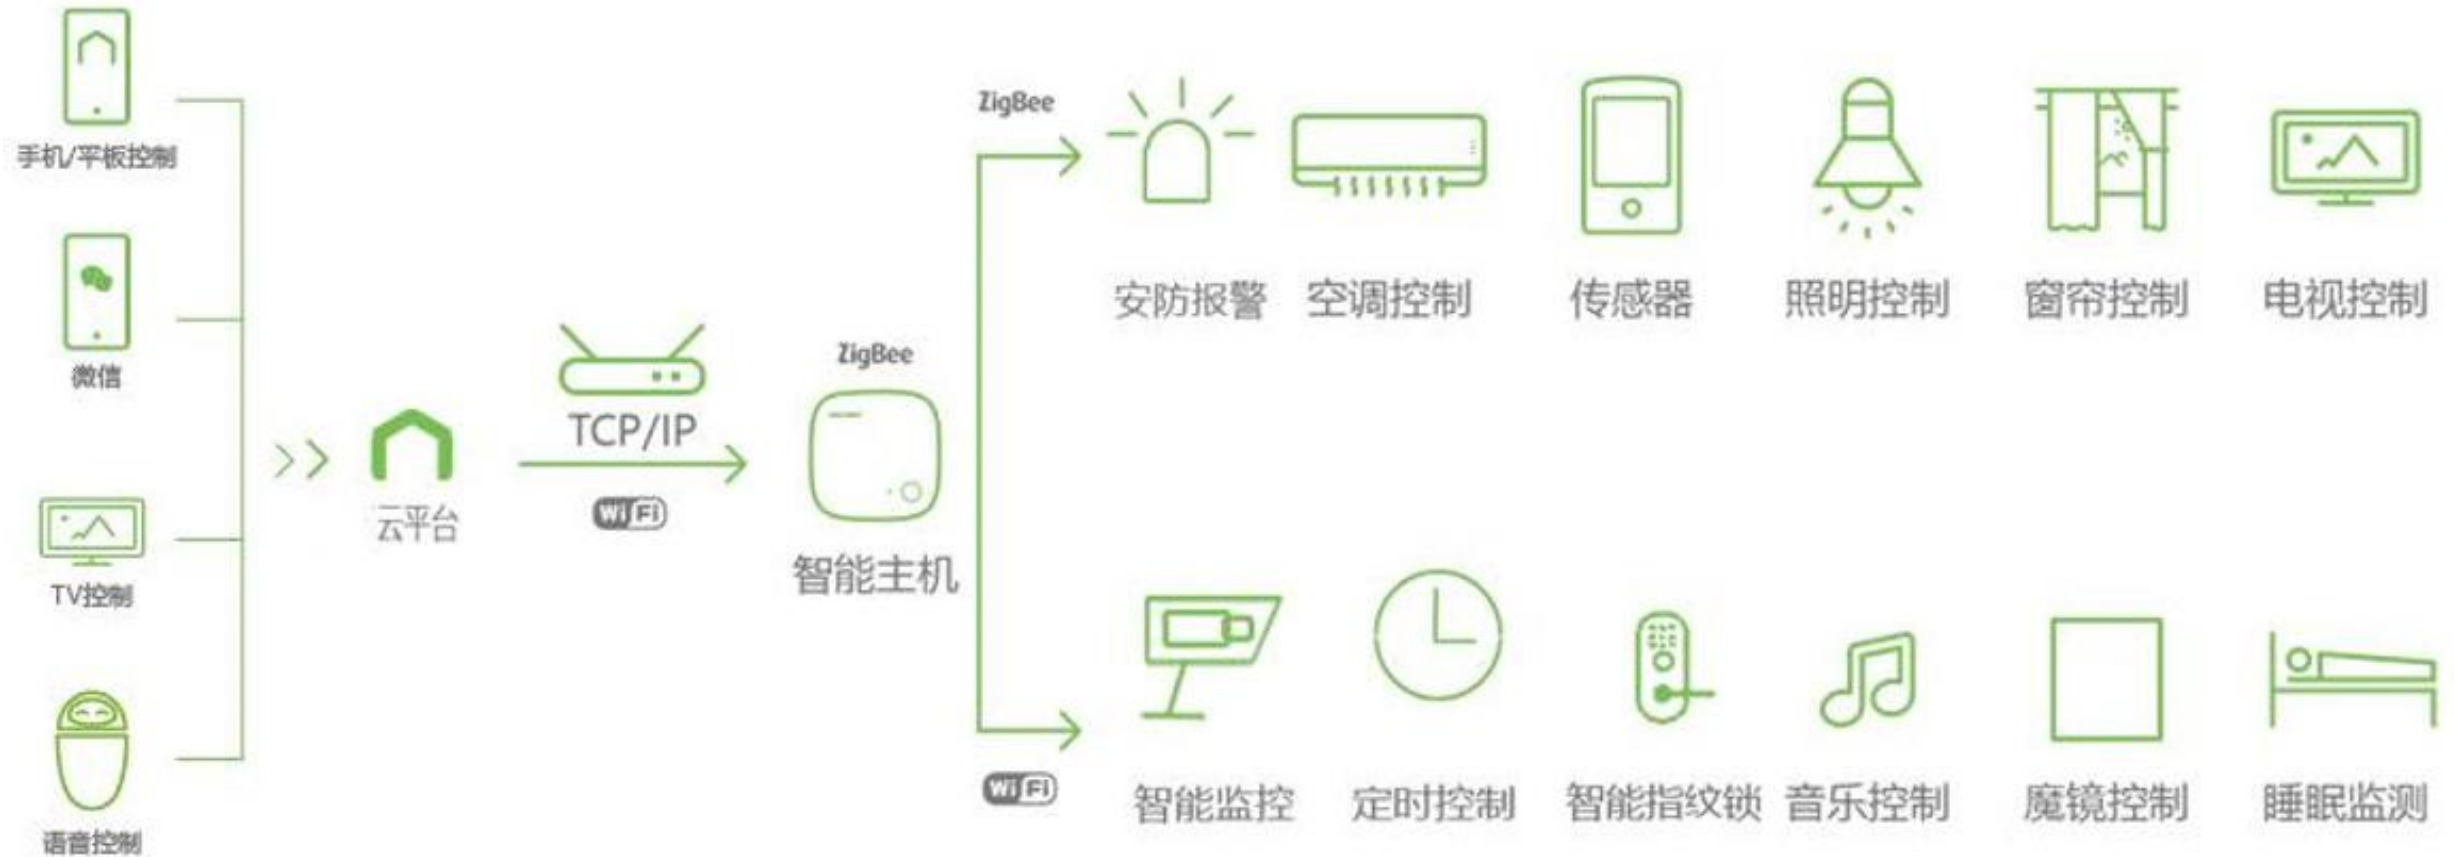 手机/平板控制
微信
TV控制
语音控制
云平台
TCP/IP
WiFi
ZigBee
智能主机
ZigBee
安防报警
空调控制
传感器
照明控制
窗帘控制
电视控制
WiFi
智能监控
定时控制
智能指纹锁
音乐控制
魔镜控制
睡眠监测